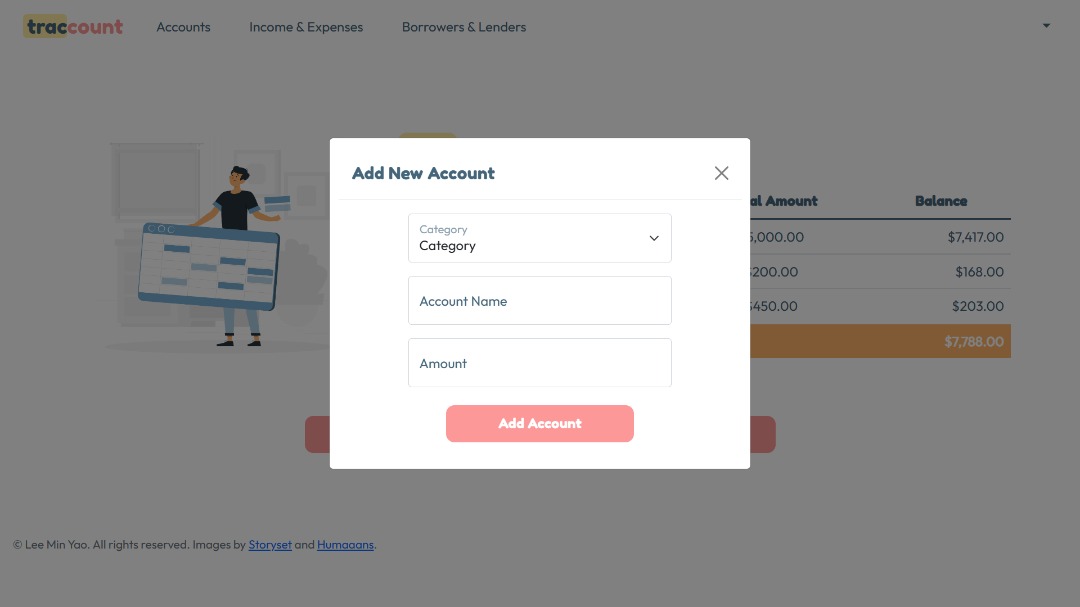 traccount Accounts Income & Expenses Borrowers & Lenders
Add New Account
Amount Balance
Category
Category
5,000.00 $7,417.00
$200.00 $168.00
Account Name
$450.00 $203.00
$7,788.00
Amount
Add Account
© Lee Min Yao. All rights reserved. Images by Storyset and Humaaans.